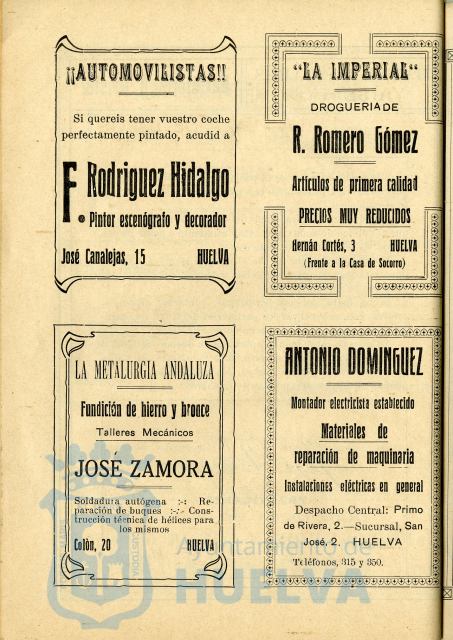 ¡¡AUTOMOVILISTAS!!
Si quereis tener vuestro coche
perfectamente pintado, acudid a
F. Rodriguez Hidalgo
Pintor escenógrafo y decorador
José Canalejas, 15 HUELVA
“LA IMPERIAL“
DROGUERIA DE
R. Romero Gómez
Artículos de primera calidad
PRECIOS MUY REDUCIDOS
Hernán Cortés, 3 HUELVA
(Frente a la Casa de Socorro)
LA METALURGIA ANDALUZA
Fundición de hierro y bronce
Talleres Mecánicos
JOSÉ ZAMORA
Soldadura autógena :-: Re-
paración de buques :-:- Cons-
trucción técnica de hélices para
los mismos
Colón, 20 HUELVA
ANTONIO DOMINGUEZ
Montador electricista establecido
Materiales de
reparación de maquinaria
Instalaciones eléctricas en general
Despacho Central: Primo
de Rivera, 2.—Sucursal, San
José, 2. HUELVA
Teléfonos, 315 y 350.
Ayuntamiento de
HUELVA